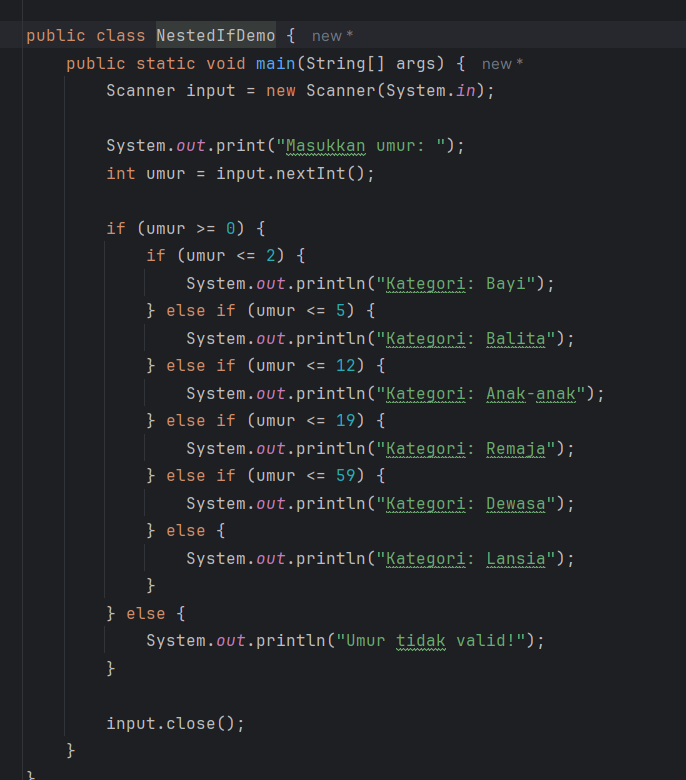 public class NestedIfDemo { new *
public static void main(String[] args) { new *
Scanner input = new Scanner(System.in);
System.out.print("Masukkan umur: ");
int umur = input.nextInt();
if (umur >= 0) {
if (umur <= 2) {
System.out.println("Kategori: Bayi");
} else if (umur <= 5) {
System.out.println("Kategori: Balita");
} else if (umur <= 12) {
System.out.println("Kategori: Anak-anak");
} else if (umur <= 19) {
System.out.println("Kategori: Remaja");
} else if (umur <= 59) {
System.out.println("Kategori: Dewasa");
} else {
System.out.println("Kategori: Lansia");
}
} else {
System.out.println("Umur tidak valid!");
}
input.close();
}
}